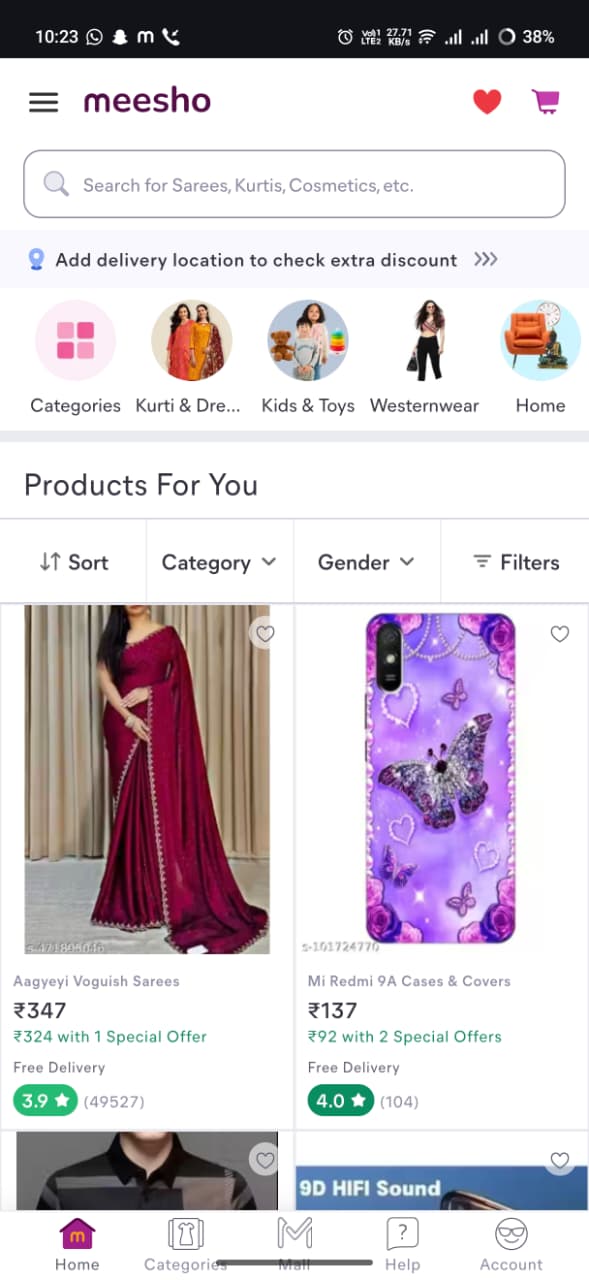 10:23 m Vol1 LTE2 27.71 KB/s 38%
meesho
Search for Sarees, Kurtis, Cosmetics, etc.
Add delivery location to check extra discount >>>
Categories Kurti & Dre... Kids & Toys Westernwear Home
Products For You
Sort Category Gender Filters
s-471895046 s-101724770
Aagyeyi Voguish Sarees Mi Redmi 9A Cases & Covers
₹347 ₹137
₹324 with 1 Special Offer ₹92 with 2 Special Offers
Free Delivery Free Delivery
3.9 ★ (49527) 4.0 ★ (104)
9D HIFI Sound
m ?
Home Categories Mall Help Account